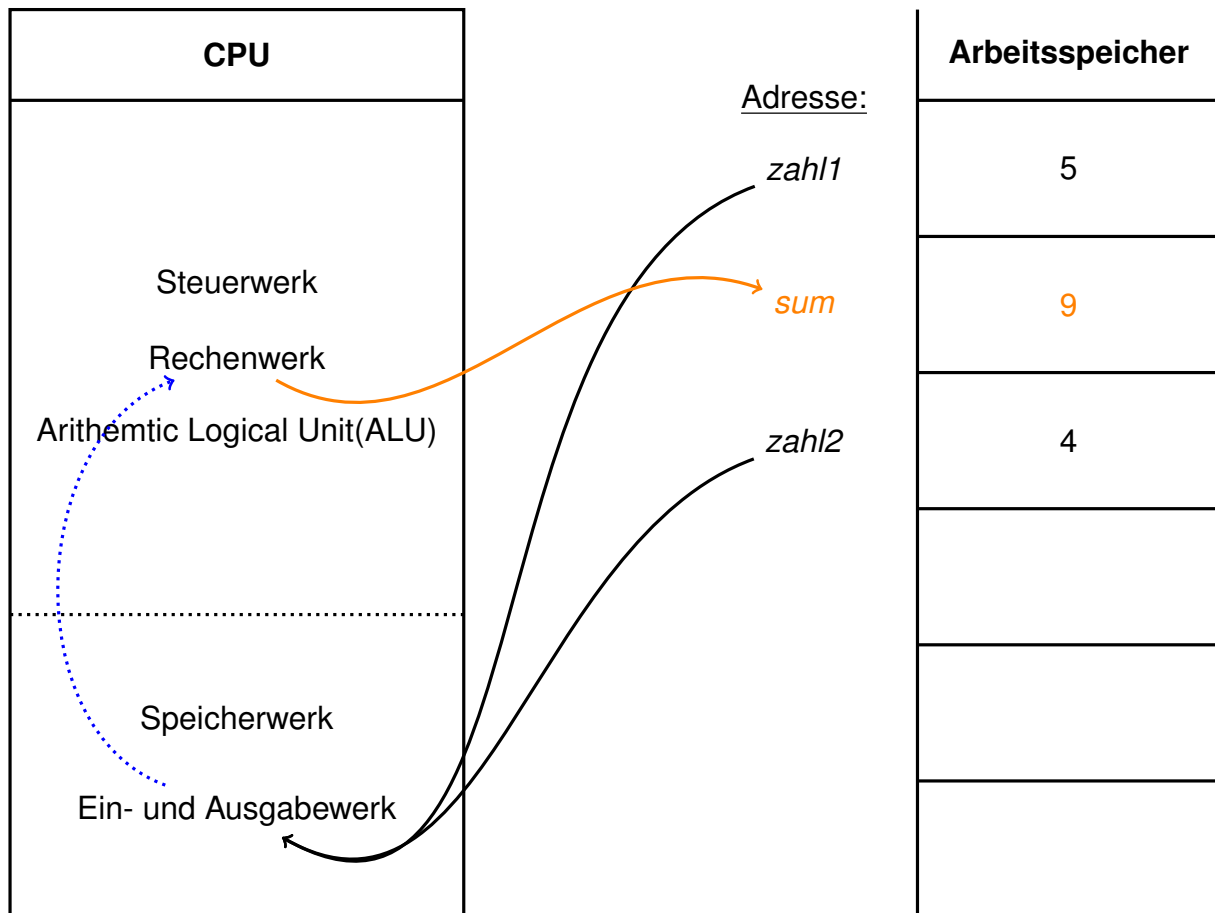 CPU
Steuerwerk
Rechenwerk
Arithemtic Logical Unit(ALU)
Speicherwerk
Ein- und Ausgabewerk
Adresse:
zahl1
sum
zahl2
Arbeitsspeicher
5
9
4